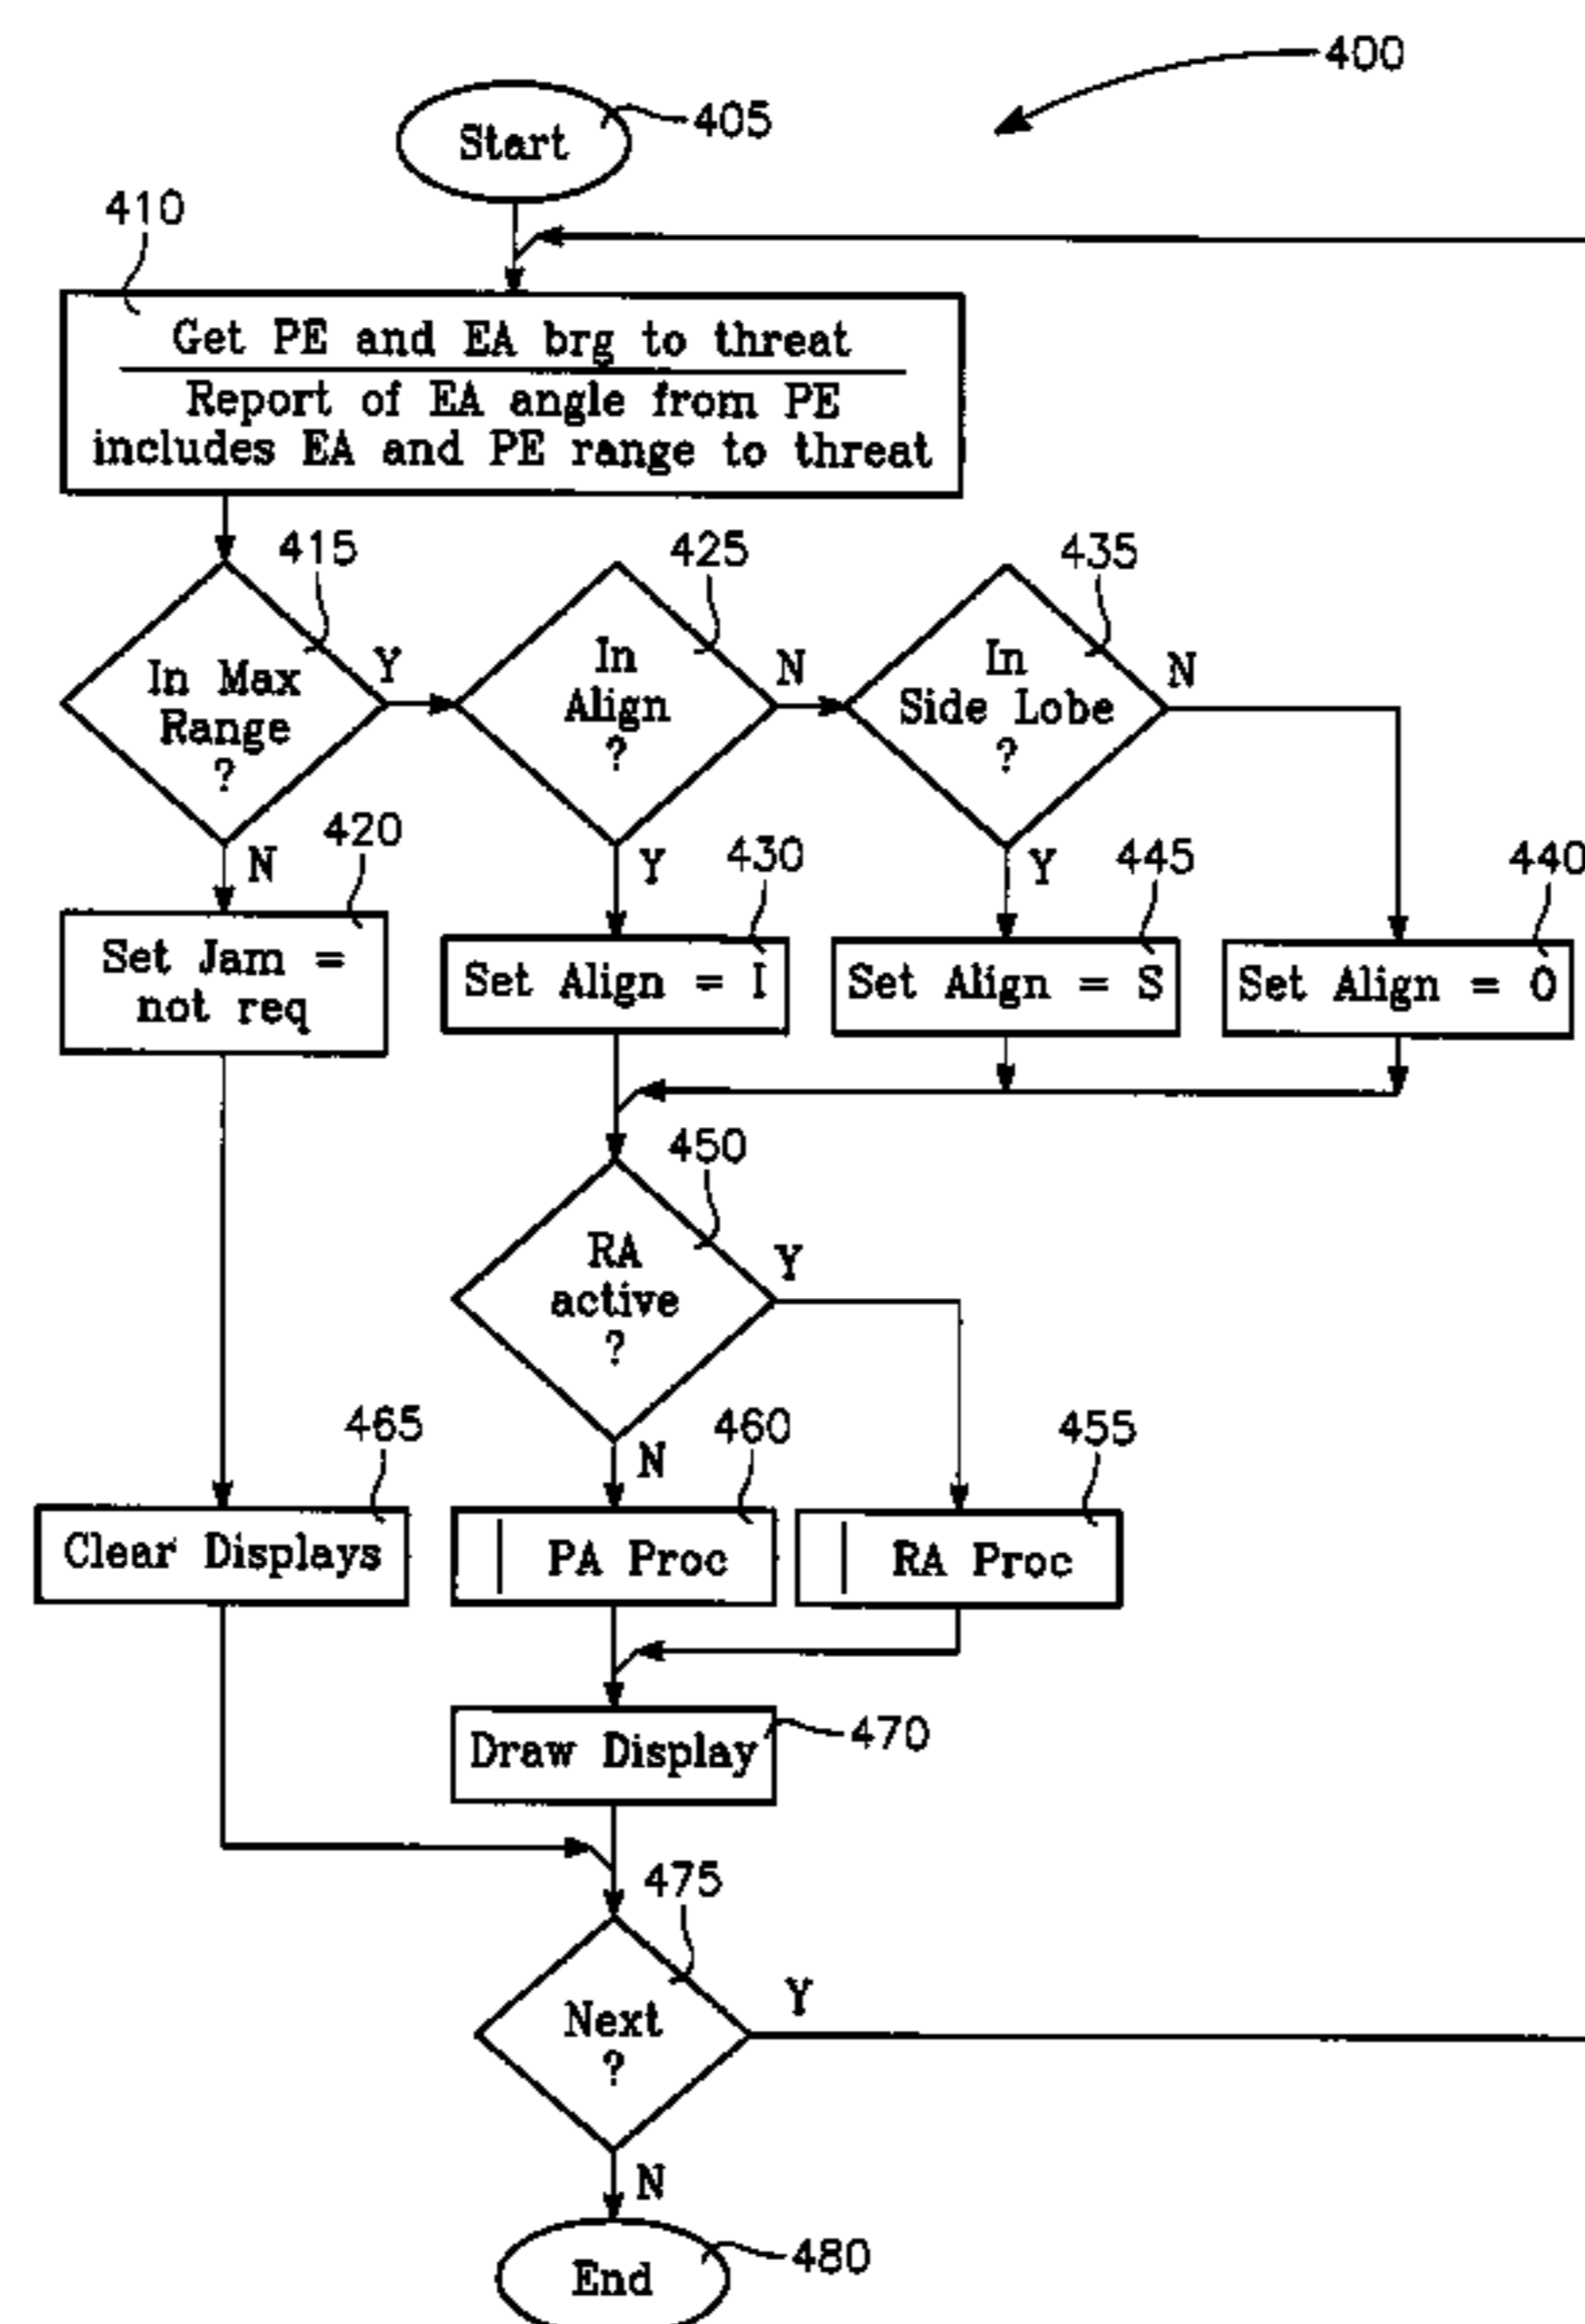 400
Start
405
410
Get PE and EA brg to threat
Report of EA angle from PE
includes EA and PE range to threat
415
425
435
In Max
Range
?
Y
In
Align
?
N
In
Side Lobe
?
N
N
420
Y
430
Y
445
440
Set Jam =
not req
Set Align = I
Set Align = S
Set Align = O
450
RA
active
?
Y
N
465
460
455
Clear Displays
PA Proc
RA Proc
Draw Display
470
475
Next
?
Y
N
End
480